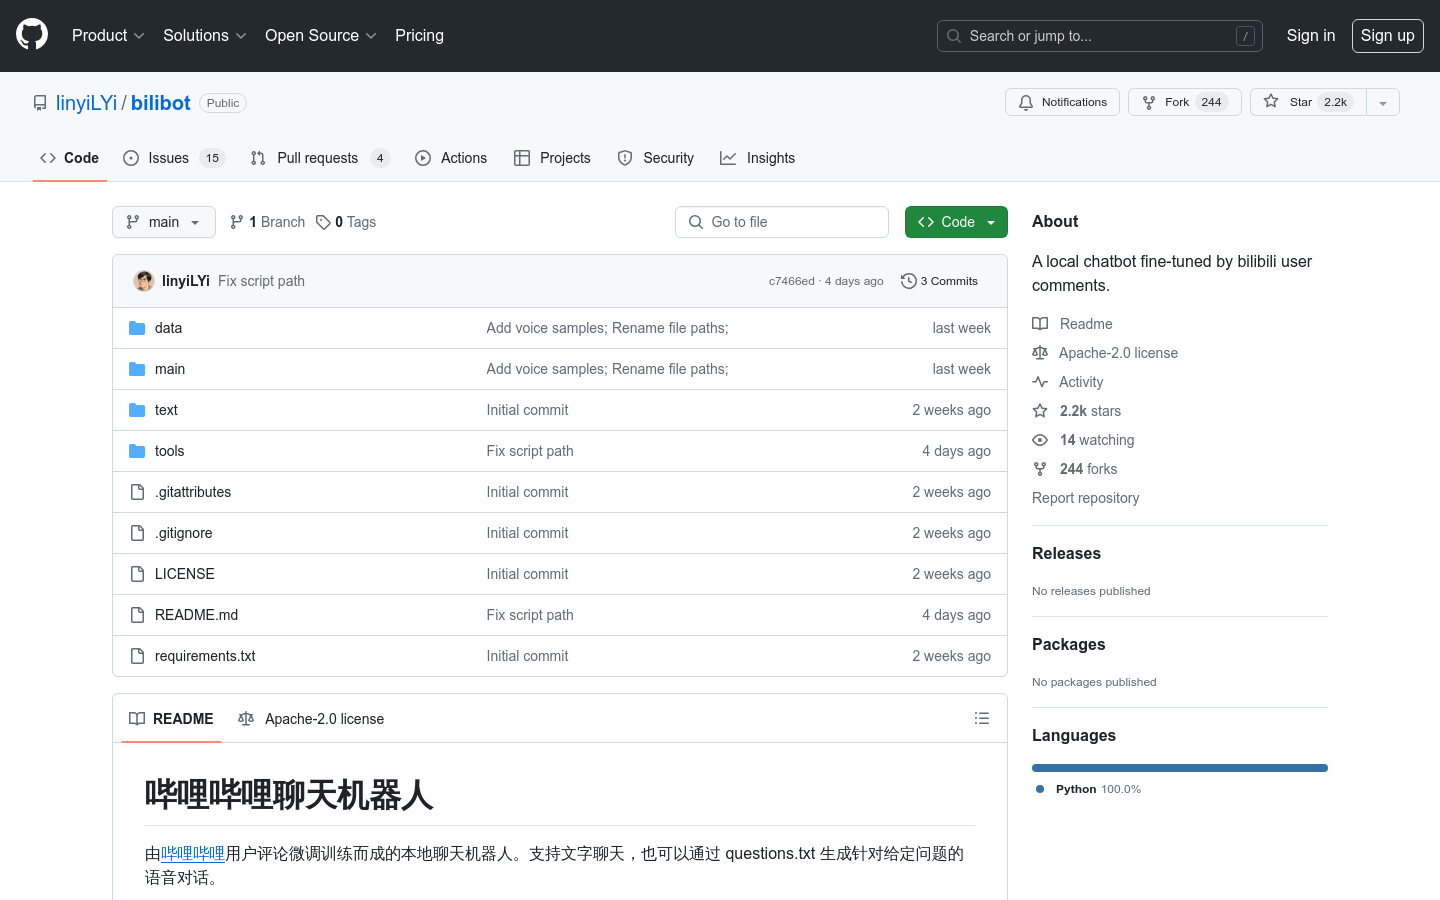 Product Solutions Open Source Pricing Search or jump to... / Sign in Sign up
linyiLYi / bilibot Public Notifications Fork 244 Star 2.2k
Code Issues 15 Pull requests 4 Actions Projects Security Insights
main 1 Branch 0 Tags Go to file Code
linyiLYi Fix script path c7466ed · 4 days ago 3 Commits
data Add voice samples; Rename file paths; last week
main Add voice samples; Rename file paths; last week
text Initial commit 2 weeks ago
tools Fix script path 4 days ago
.gitattributes Initial commit 2 weeks ago
.gitignore Initial commit 2 weeks ago
LICENSE Initial commit 2 weeks ago
README.md Fix script path 4 days ago
requirements.txt Initial commit 2 weeks ago
README Apache-2.0 license
哔哩哔哩聊天机器人
由哔哩哔哩用户评论微调训练而成的本地聊天机器人。支持文字聊天，也可以通过 questions.txt 生成针对给定问题的
语音对话。
About
A local chatbot fine-tuned by bilibili user
comments.
Readme
Apache-2.0 license
Activity
2.2k stars
14 watching
244 forks
Report repository
Releases
No releases published
Packages
No packages published
Languages
Python 100.0%